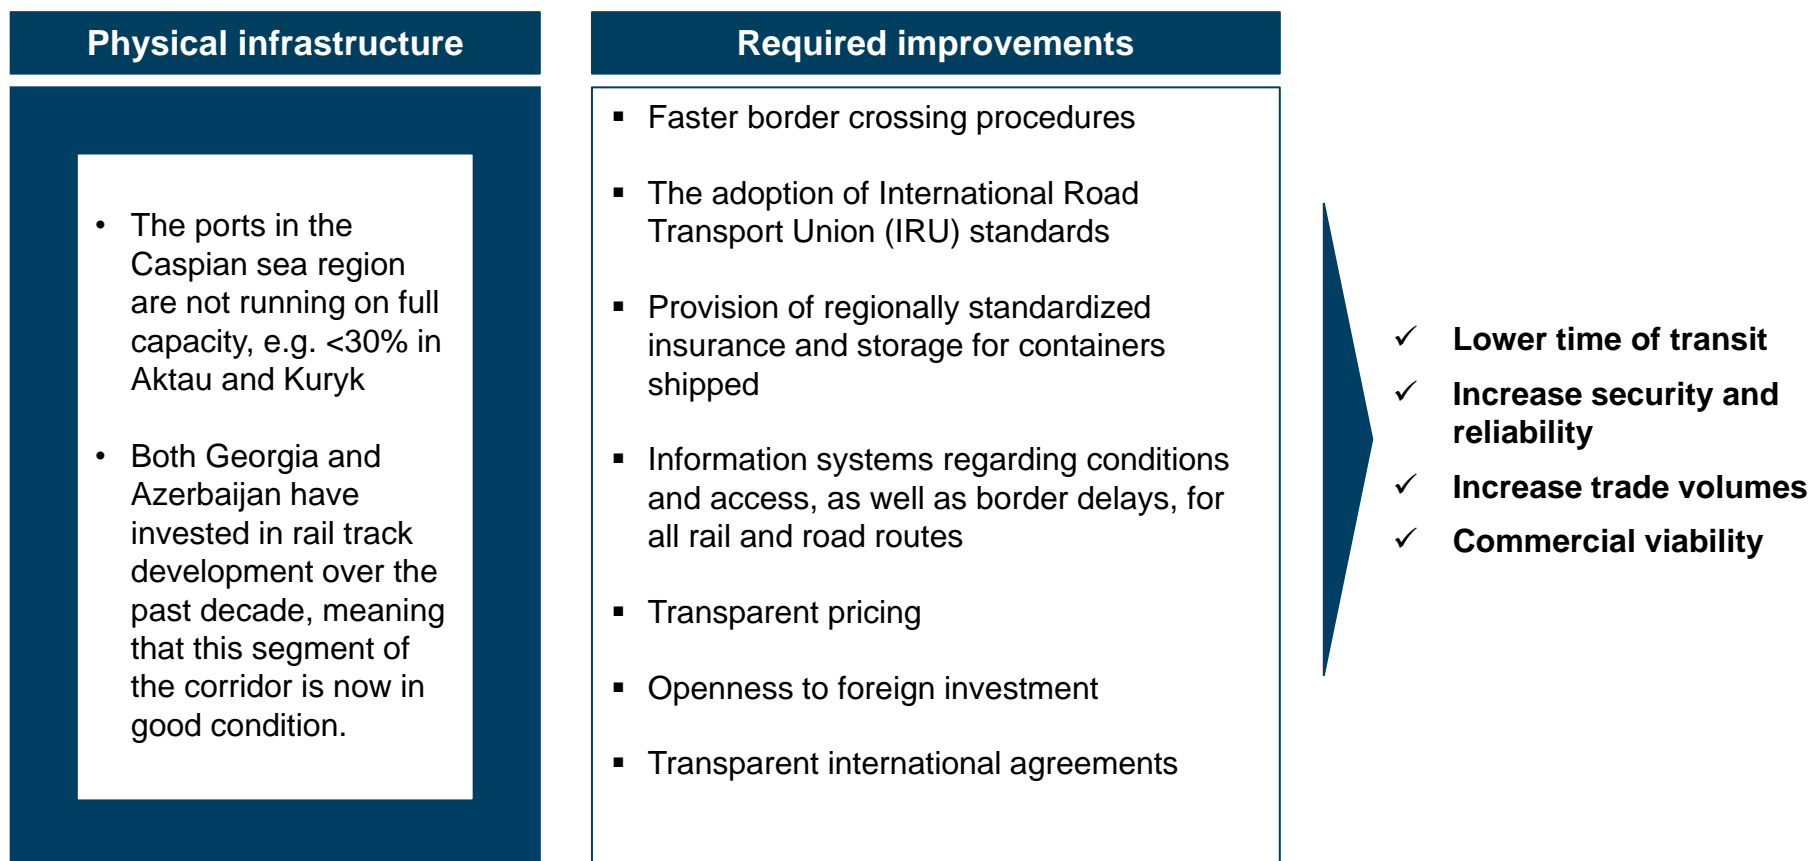 Physical infrastructure
• The ports in the
Caspian sea region
are not running on full
capacity, e.g. <30% in
Aktau and Kuryk
• Both Georgia and
Azerbaijan have
invested in rail track
development over the
past decade, meaning
that this segment of
the corridor is now in
good condition.
Required improvements
▪ Faster border crossing procedures
▪ The adoption of International Road
Transport Union (IRU) standards
▪ Provision of regionally standardized
insurance and storage for containers
shipped
▪ Information systems regarding conditions
and access, as well as border delays, for
all rail and road routes
▪ Transparent pricing
▪ Openness to foreign investment
▪ Transparent international agreements
✓ Lower time of transit
✓ Increase security and
reliability
✓ Increase trade volumes
✓ Commercial viability